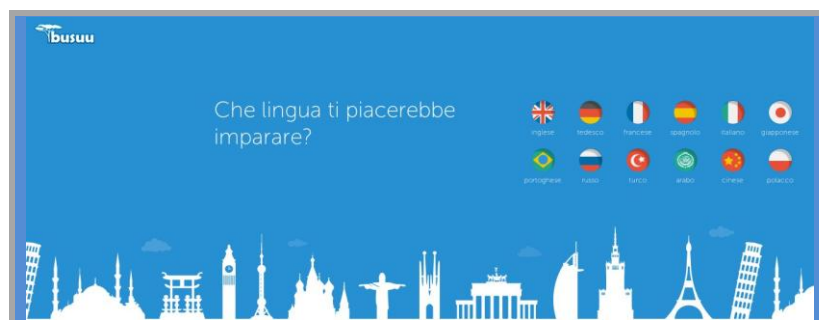 busuu
Che lingua ti piacerebbe
imparare?
inglese tedesco francese spagnolo italiano giapponese
portoghese russo turco arabo cinese polacco